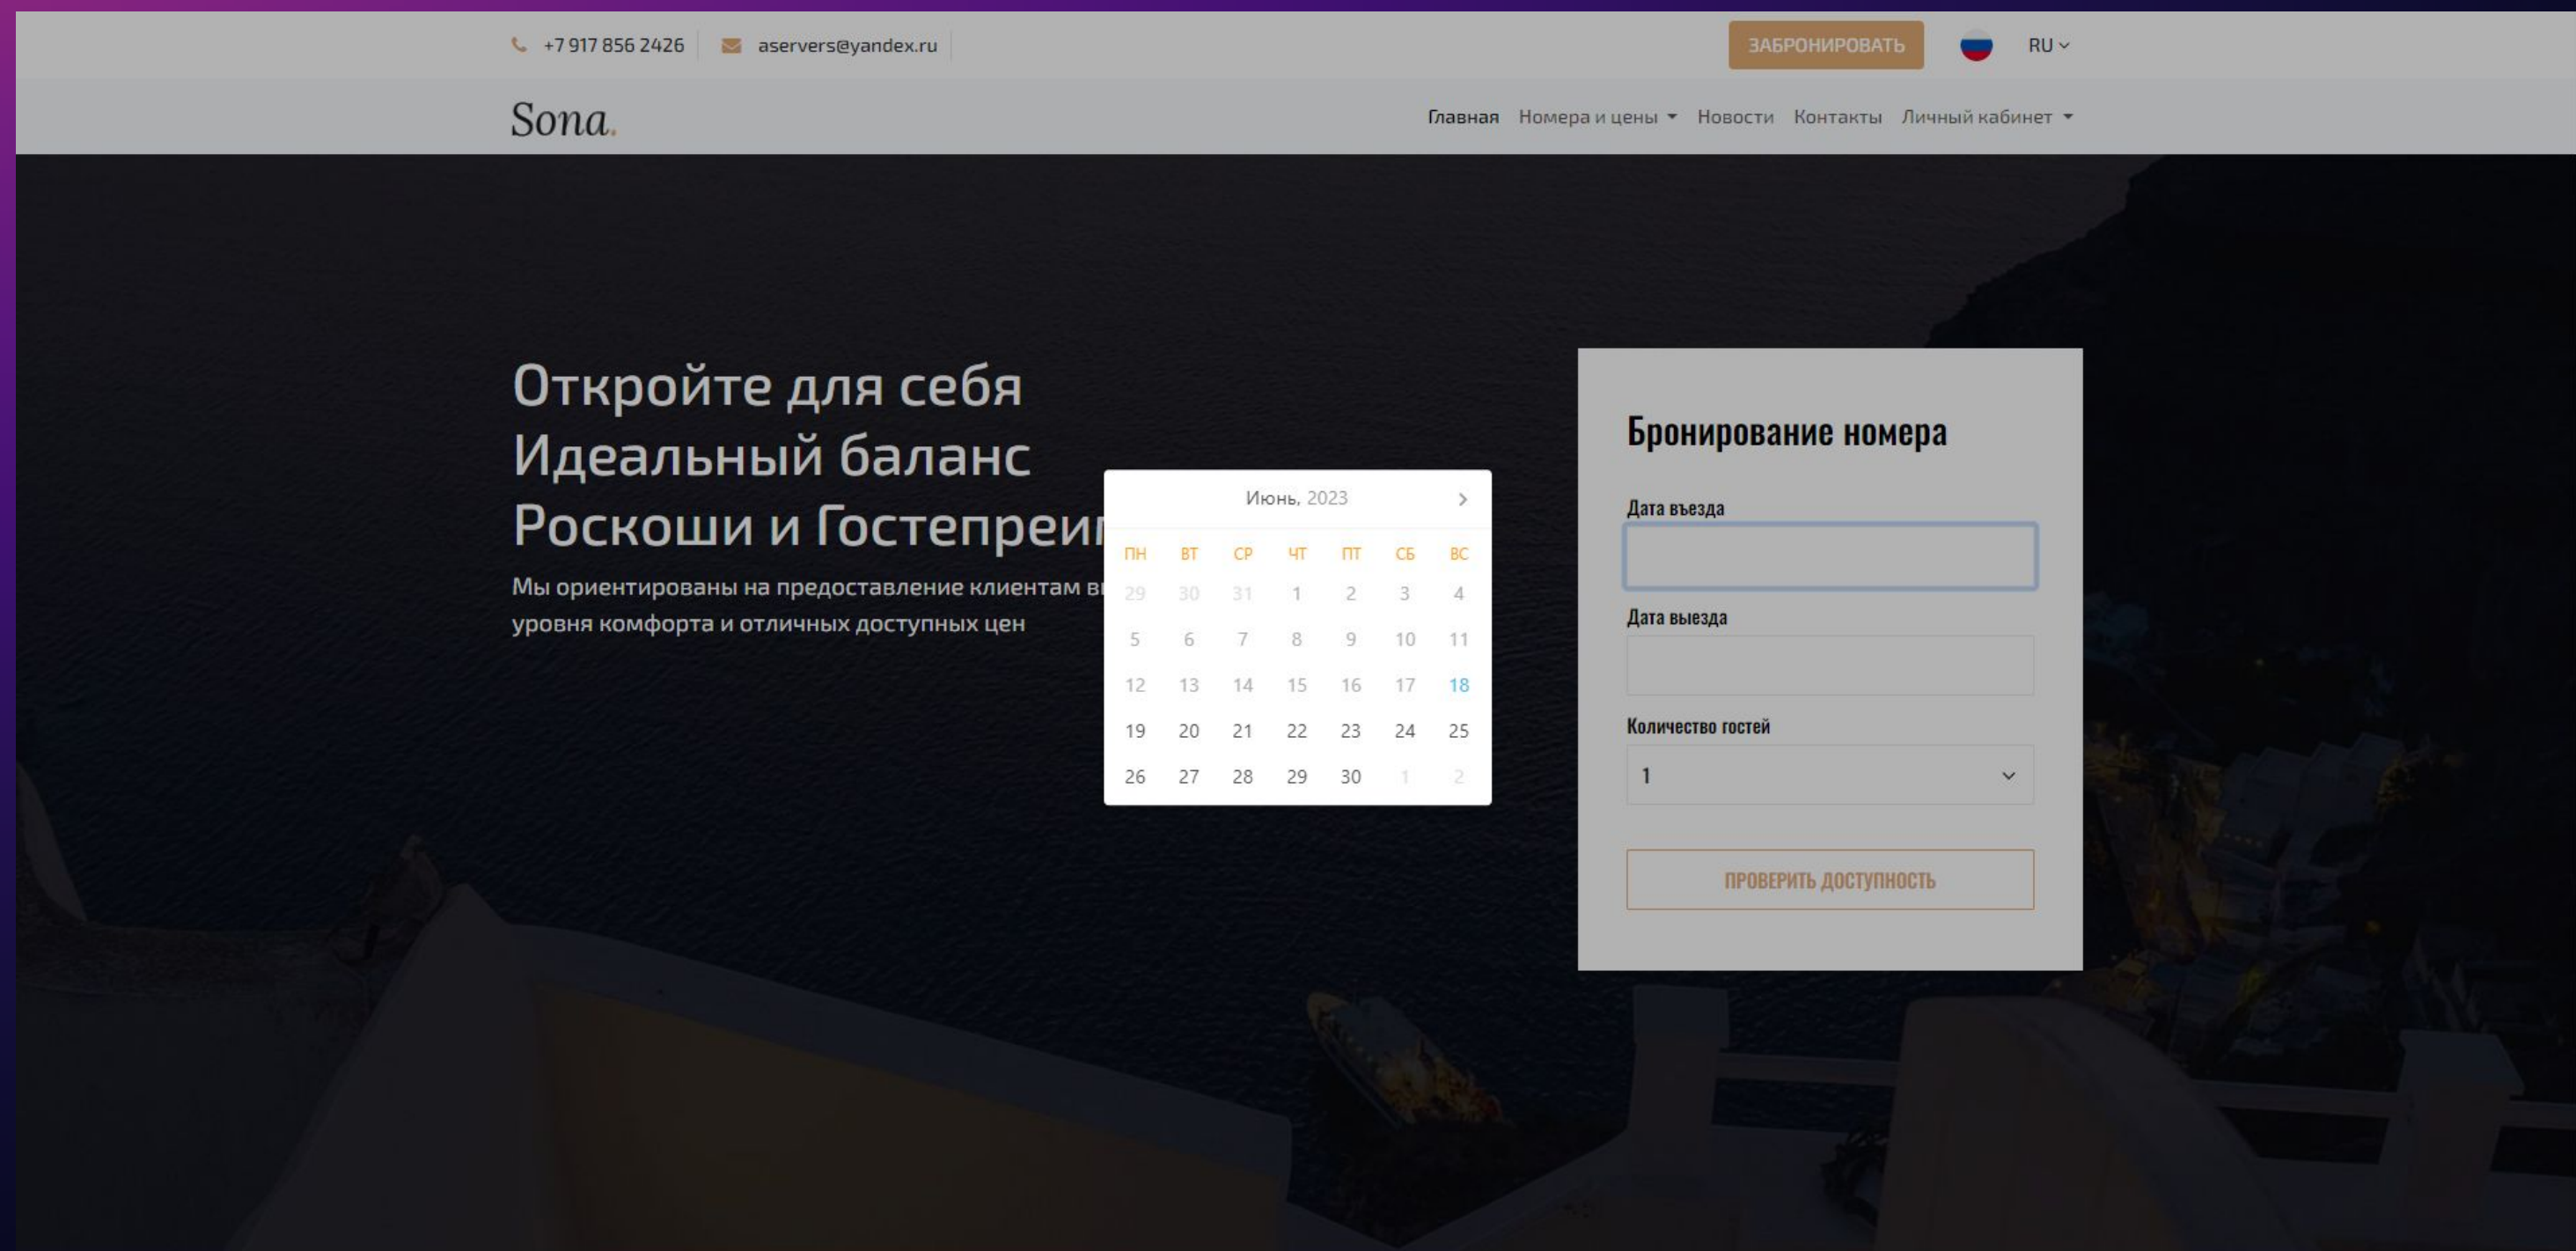 +7 917 856 2426 aservers@yandex.ru ЗАБРОНИРОВАТЬ RU
Sona. Главная Номера и цены Новости Контакты Личный кабинет
Откройте для себя
Идеальный баланс
Роскоши и
Мы ориентированы на предоставление клиентам
уровня комфорта и отличных доступных цен
Июнь, 2023
ПН ВТ СР ЧТ ПТ СБ ВС
29 30 31 1 2 3 4
5 6 7 8 9 10 11
12 13 14 15 16 17 18
19 20 21 22 23 24 25
26 27 28 29 30 1 2
Бронирование номера
Дата въезда
Дата выезда
Количество гостей
1
ПРОВЕРИТЬ ДОСТУПНОСТЬ